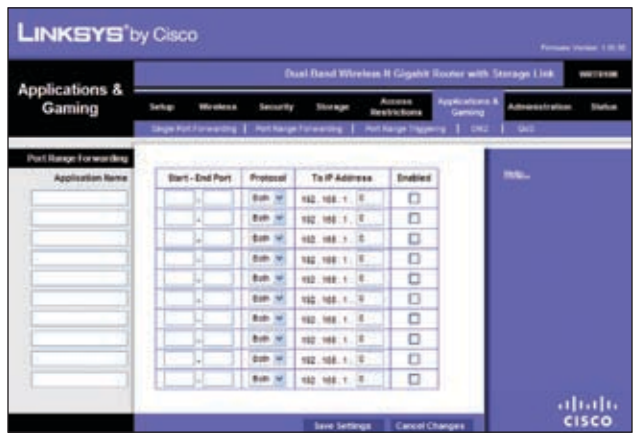 LINKSYS® by Cisco
Firmware Version: 1.00.00
Applications & Gaming
Dual-Band Wireless-N Gigabit Router with Storage Link
Setup Wireless Security Storage Access Restrictions Applications & Gaming Administration Status
Single Port Forwarding | Port Range Forwarding | Port Range Triggering | DMZ | QoS
Port Range Forwarding
Application Name Start - End Port Protocol To IP Address Enabled
Help...
- Both 192 . 168 . 1 . 0
- Both 192 . 168 . 1 . 0
- Both 192 . 168 . 1 . 0
- Both 192 . 168 . 1 . 0
- Both 192 . 168 . 1 . 0
- Both 192 . 168 . 1 . 0
- Both 192 . 168 . 1 . 0
- Both 192 . 168 . 1 . 0
- Both 192 . 168 . 1 . 0
- Both 192 . 168 . 1 . 0
Save Settings Cancel Changes
CISCO